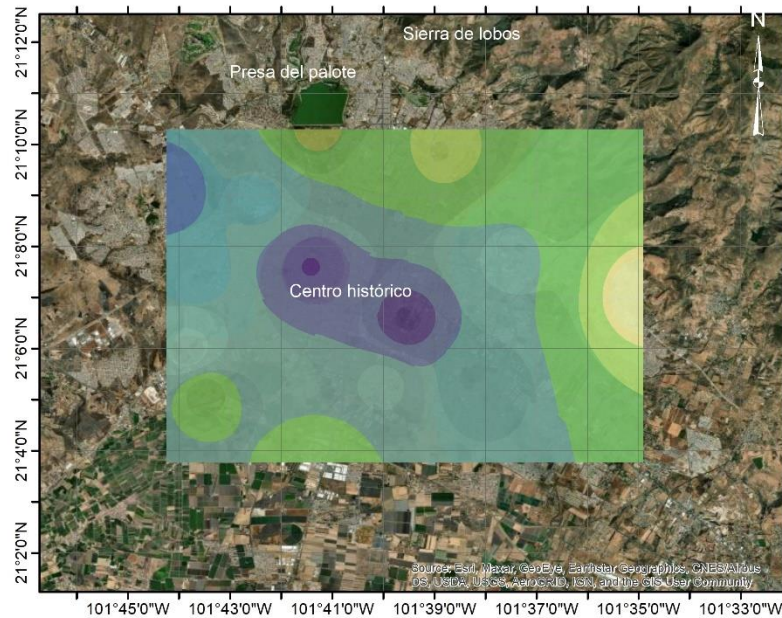 Sierra de lobos
N
Presa del palote
Centro histórico
21°12'0"N
21°10'0"N
21°8'0"N
21°6'0"N
21°4'0"N
21°2'0"N
Source: Esri, Maxar, GeoEye, Earthstar Geographics, CNES/Airbus
DS, USDA, USGS, AeroGRID, IGN, and the GIS User Community
101°45'0"W 101°43'0"W 101°41'0"W 101°39'0"W 101°37'0"W 101°35'0"W 101°33'0"W